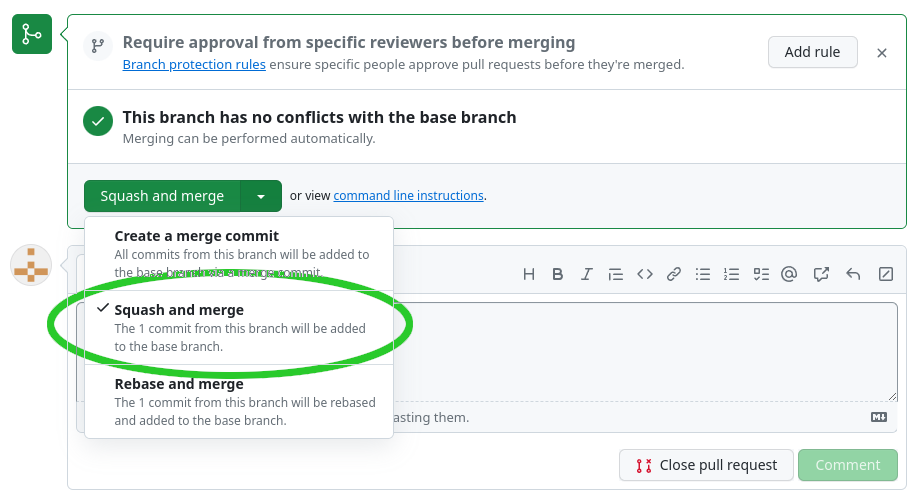 Require approval from specific reviewers before merging
Branch protection rules ensure specific people approve pull requests before they're merged.
Add rule
This branch has no conflicts with the base branch
Merging can be performed automatically.
Squash and merge
or view command line instructions.
Create a merge commit
All commits from this branch will be added to
the base branch via a merge commit.
Squash and merge
The 1 commit from this branch will be added
to the base branch.
Rebase and merge
The 1 commit from this branch will be rebased
and added to the base branch.
asting them.
Close pull request
Comment